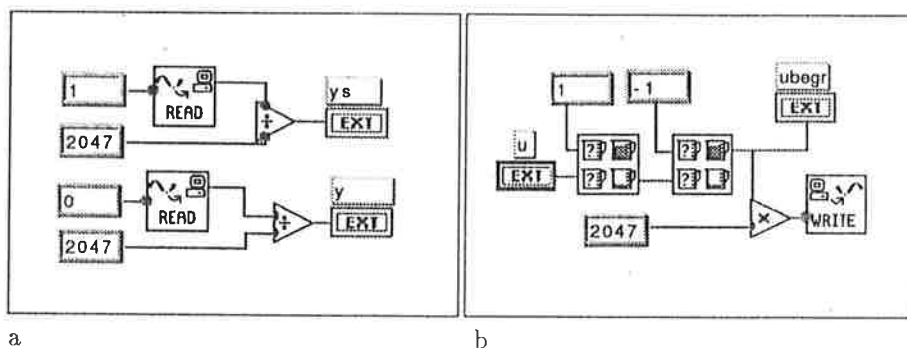 1
READ
ys
EXT
÷
2047
0
READ
y
EXT
÷
2047
1
-1
ubegr
EXT
u
EXT
?
?
?
?
2047
×
WRITE
a
b